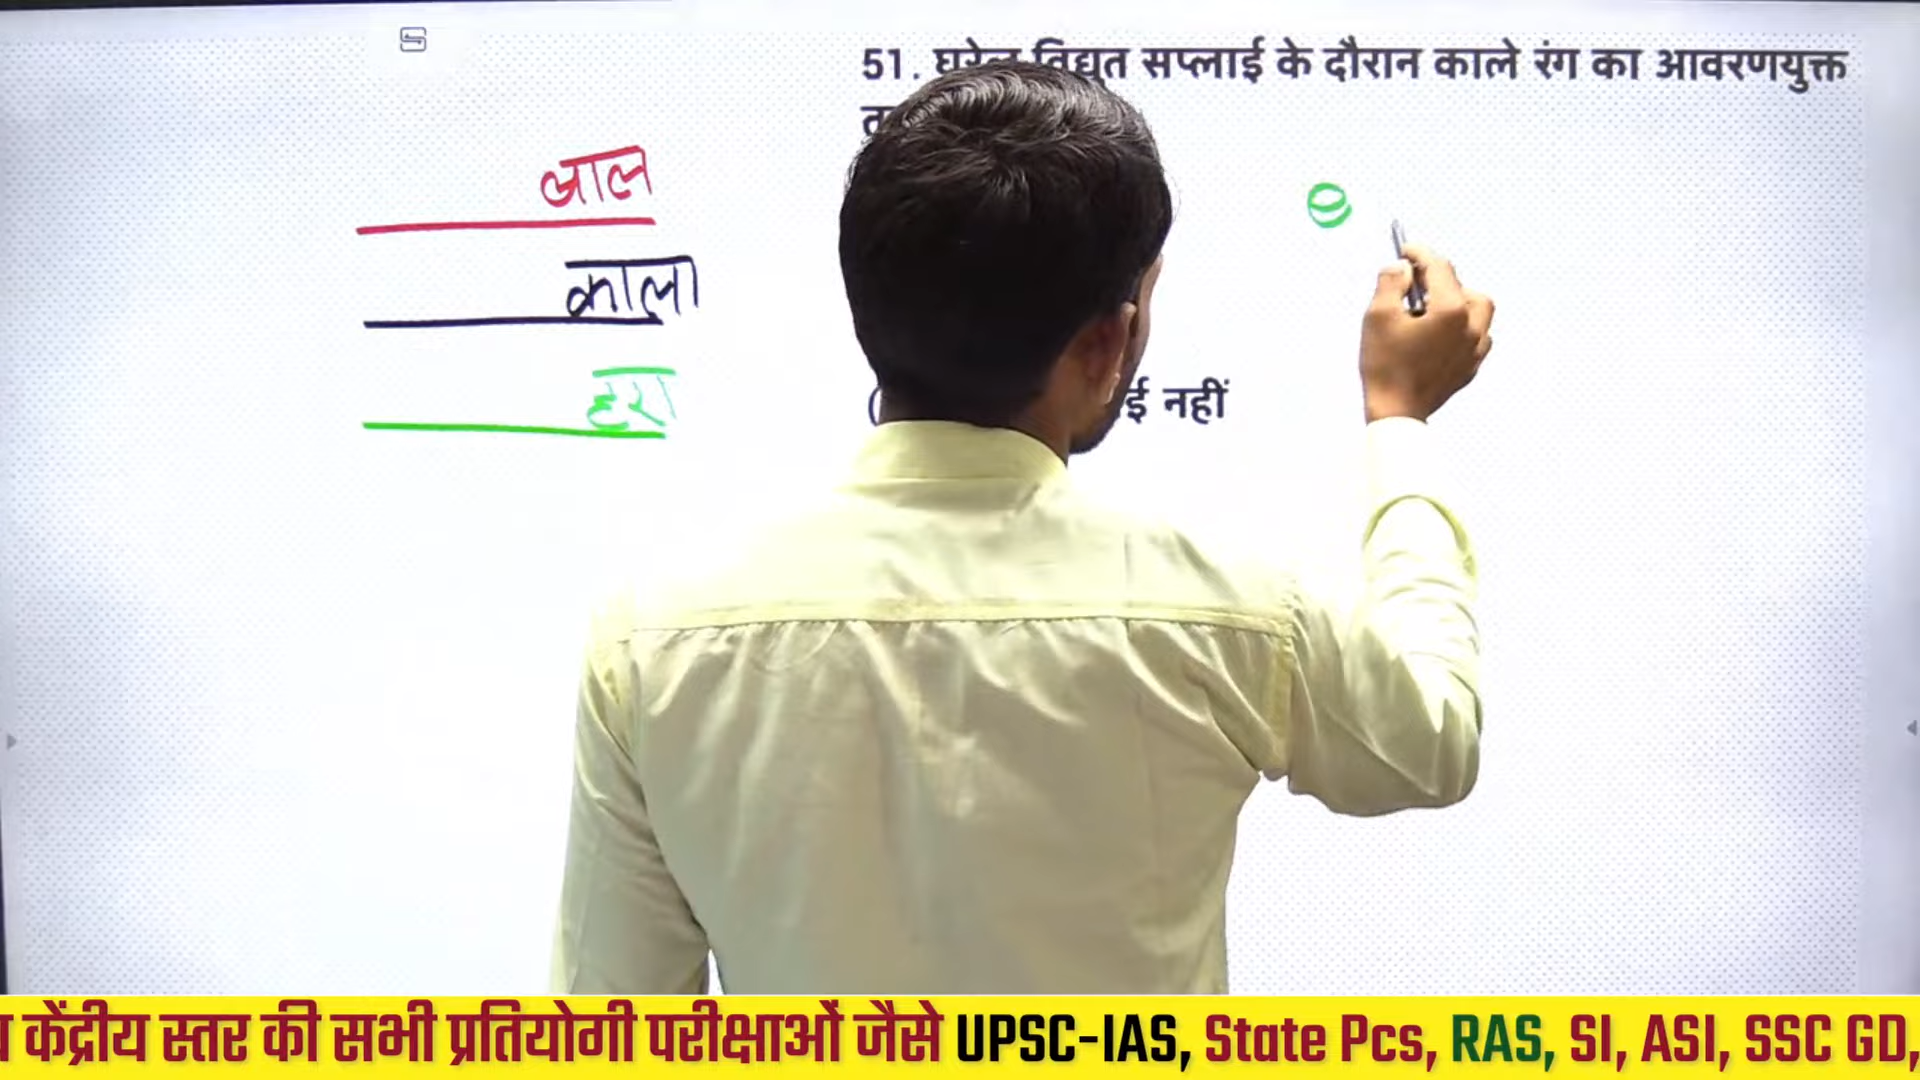 51. घरेलू विद्युत सप्लाई के दौरान काले रंग का आवरणयुक्त
लाल
काला
हरा
नहीं
केंद्रीय स्तर की सभी प्रतियोगी परीक्षाओं जैसे UPSC-IAS, State Pcs, RAS, SI, ASI, SSC GD,